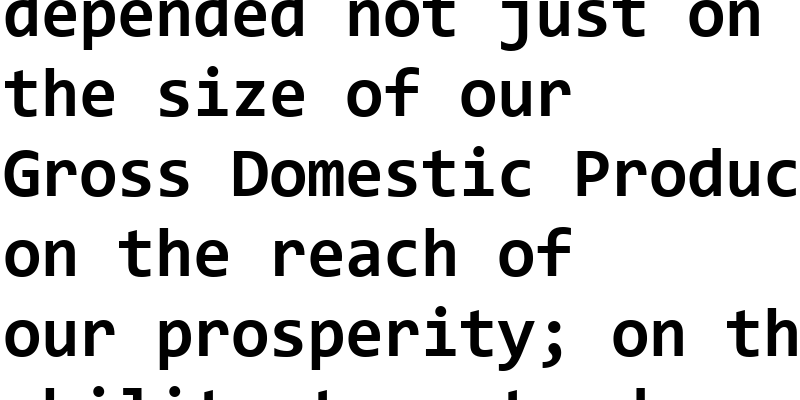 depended not just on
the size of our
Gross Domestic Produc
on the reach of
our prosperity; on th